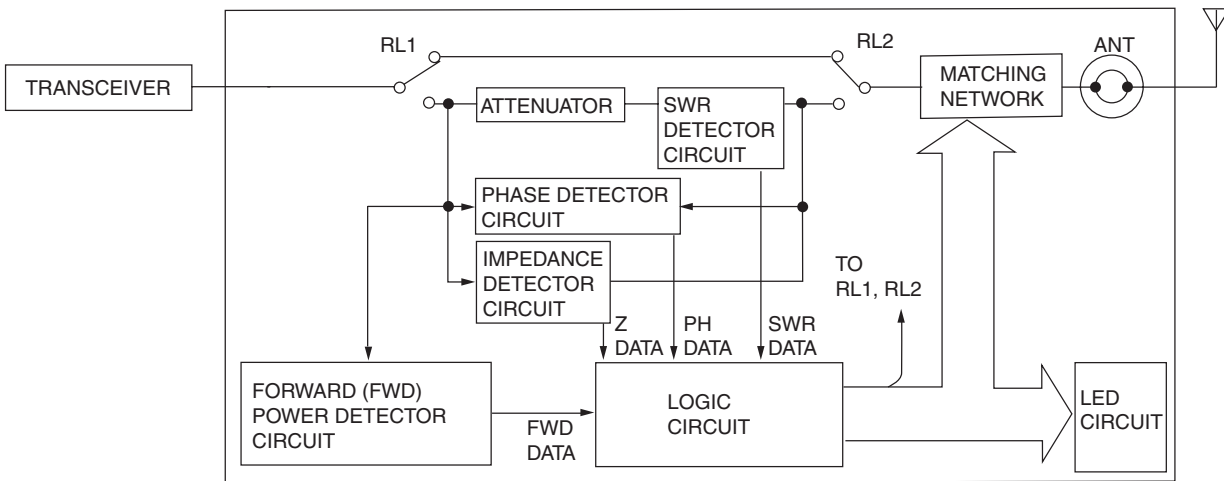 RL1
RL2
ANT
TRANSCEIVER
MATCHING
NETWORK
ATTENUATOR
SWR
DETECTOR
CIRCUIT
PHASE DETECTOR
CIRCUIT
IMPEDANCE
DETECTOR
CIRCUIT
TO
RL1, RL2
Z
DATA
PH
DATA
SWR
DATA
FORWARD (FWD)
POWER DETECTOR
CIRCUIT
FWD
DATA
LOGIC
CIRCUIT
LED
CIRCUIT